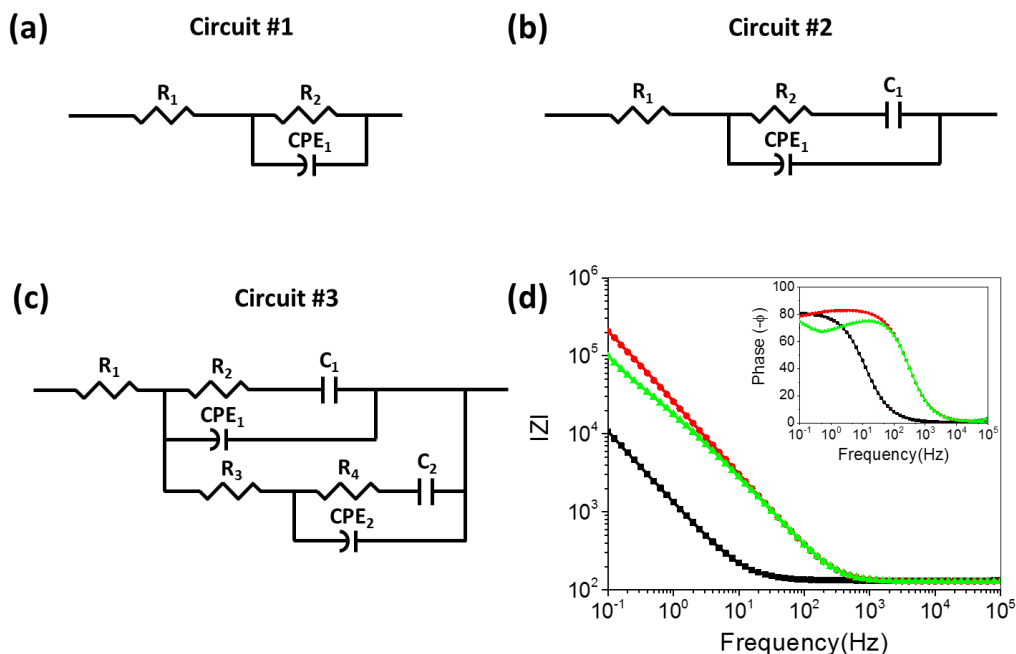 (a)
Circuit #1
R1
R2
CPE1
(b)
Circuit #2
R1
R2
C1
CPE1
(c)
Circuit #3
R1
R2
C1
CPE1
R3
R4
C2
CPE2
(d)
10^6
10^5
10^4
10^3
10^2
|Z|
10^-1 10^0 10^1 10^2 10^3 10^4 10^5
Frequency(Hz)
100
80
60
40
20
0
Phase (-ϕ)
10^-1 10^0 10^1 10^2 10^3 10^4 10^5
Frequency(Hz)